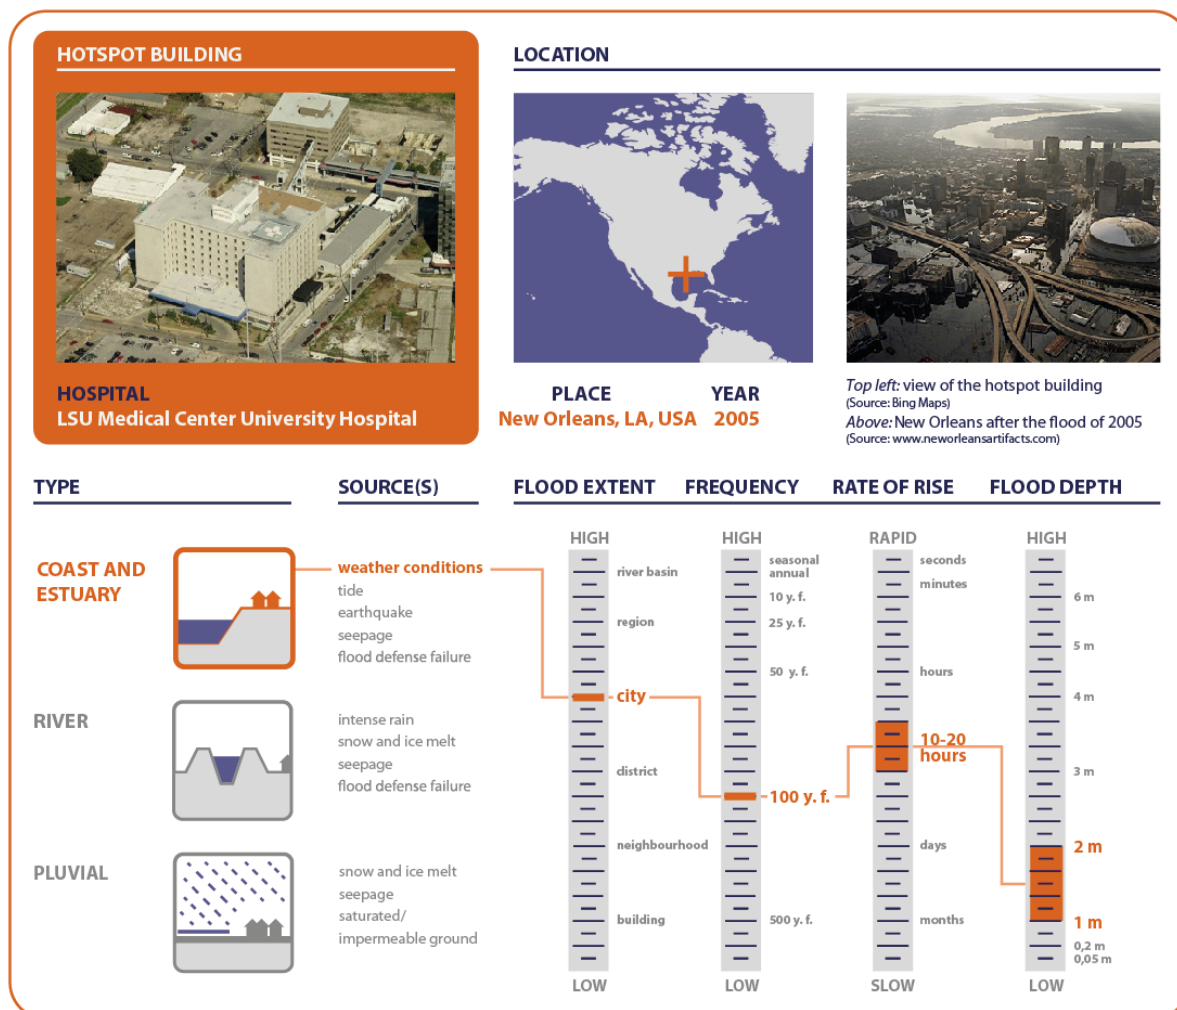 HOTSPOT BUILDING
LOCATION
HOSPITAL
LSU Medical Center University Hospital
PLACE
New Orleans, LA, USA
YEAR
2005
Top left: view of the hotspot building
(Source: Bing Maps)
Above: New Orleans after the flood of 2005
(Source: www.neworleansartifacts.com)
TYPE
SOURCE(S)
FLOOD EXTENT
FREQUENCY
RATE OF RISE
FLOOD DEPTH
COAST AND
ESTUARY
weather conditions
tide
earthquake
seepage
flood defense failure
RIVER
intense rain
snow and ice melt
seepage
flood defense failure
PLUVIAL
snow and ice melt
seepage
saturated/
impermeable ground
HIGH
river basin
region
city
district
neighbourhood
building
LOW
HIGH
seasonal
annual
10 y. f.
25 y. f.
50 y. f.
100 y. f.
500 y. f.
LOW
RAPID
seconds
minutes
hours
10-20
hours
days
months
SLOW
HIGH
6 m
5 m
4 m
3 m
2 m
1 m
0,2 m
0,05 m
LOW